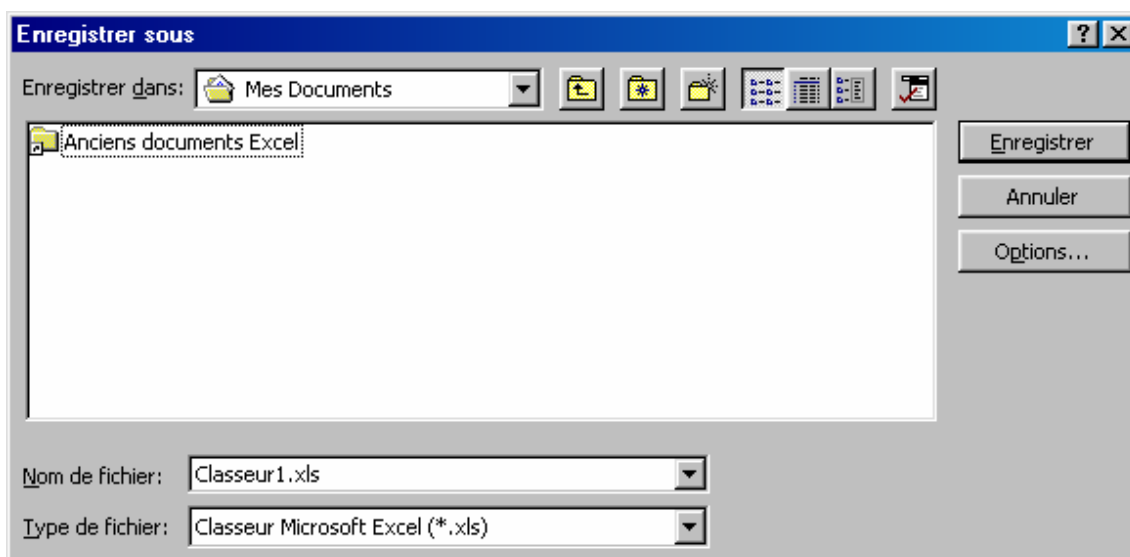 Enregistrer sous
Enregistrer dans: Mes Documents
Anciens documents Excel
Enregistrer
Annuler
Options...
Nom de fichier: Classeur1.xls
Type de fichier: Classeur Microsoft Excel (*.xls)